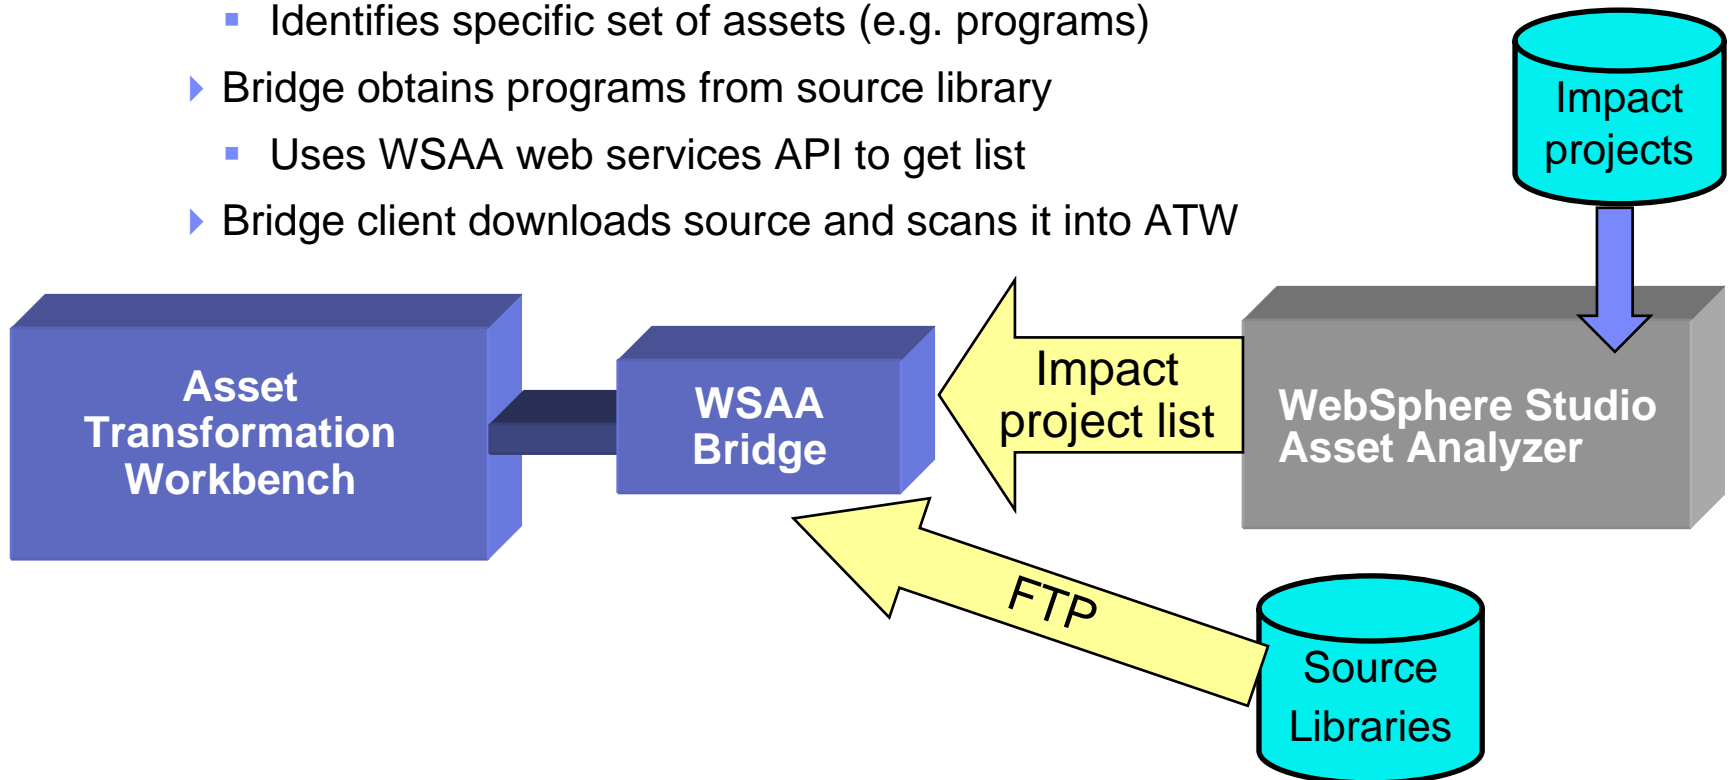 Identifies specific set of assets (e.g. programs)
Bridge obtains programs from source library
Uses WSAA web services API to get list
Bridge client downloads source and scans it into ATW
Impact
projects
Asset
Transformation
Workbench
WSAA
Bridge
Impact
project list
WebSphere Studio
Asset Analyzer
FTP
Source
Libraries